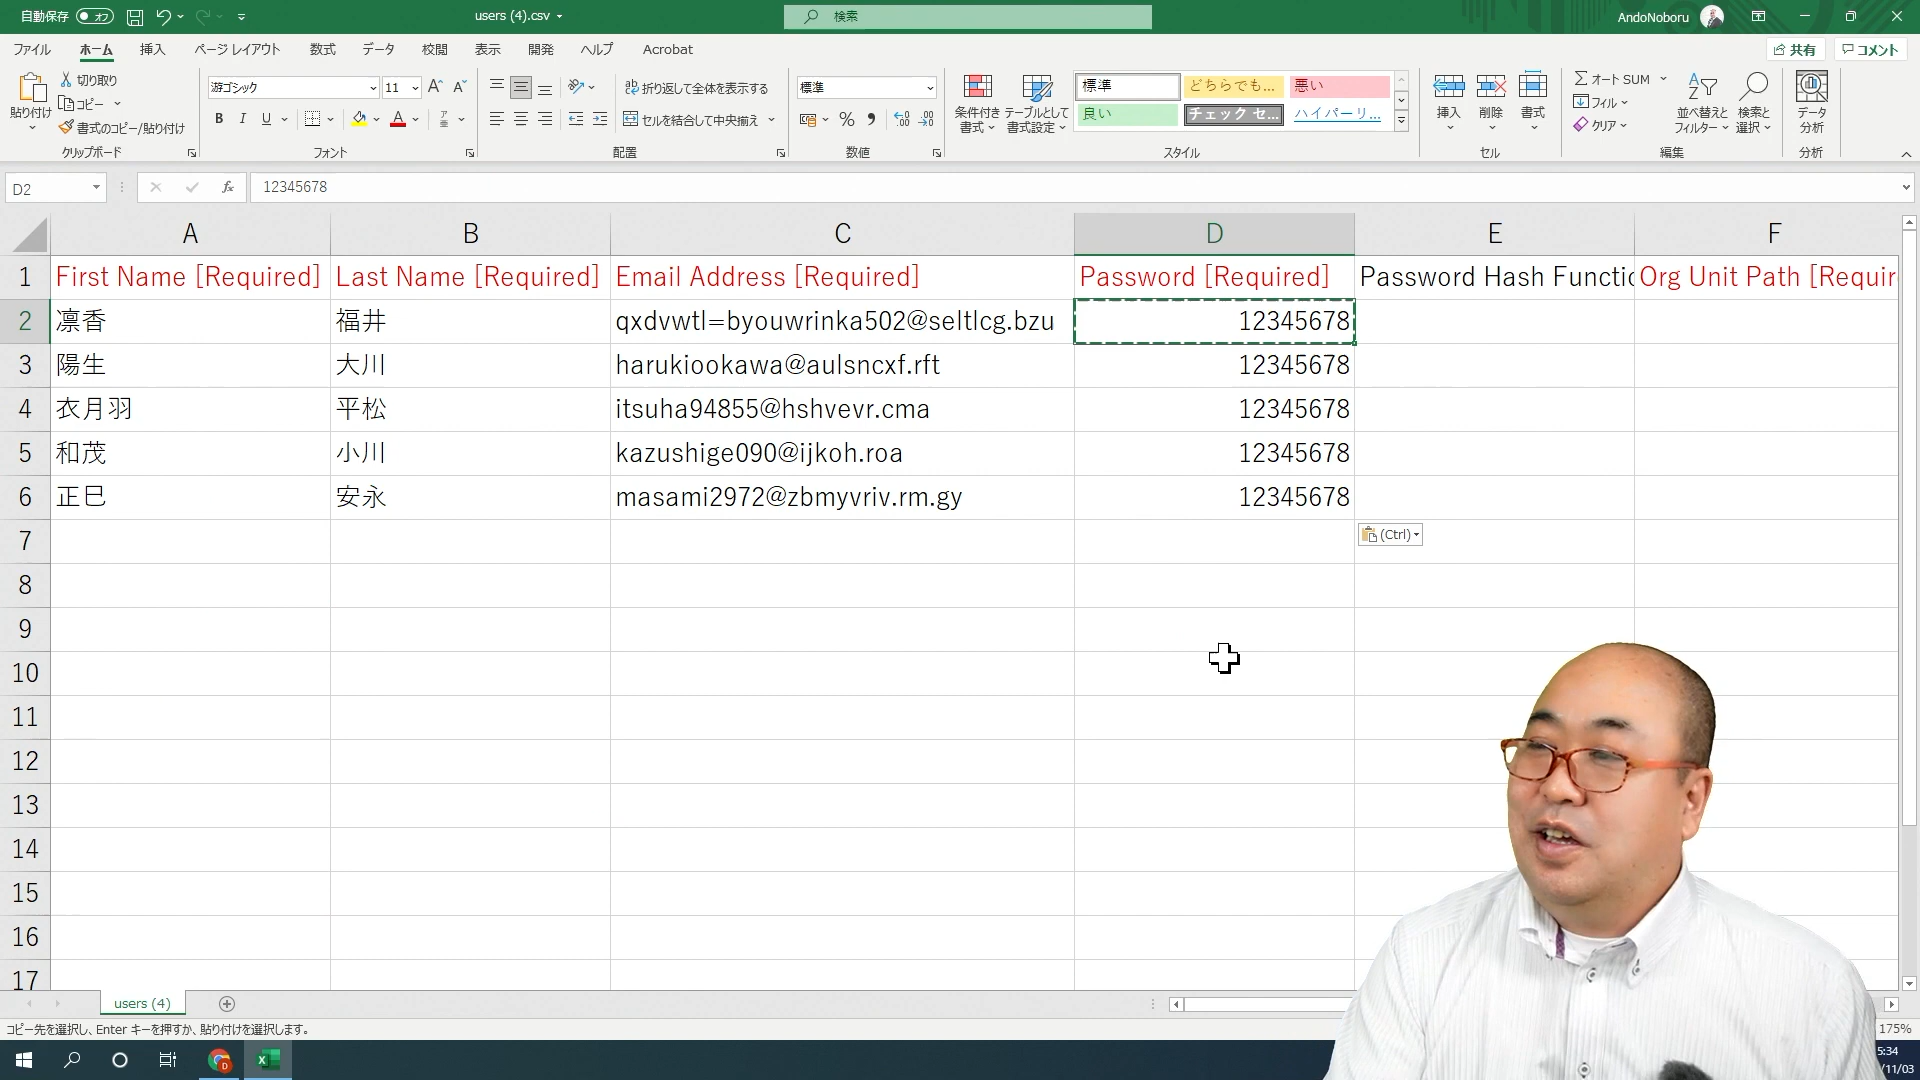 自動保存 オフ users (4).csv 検索 AndoNoboru
ファイル ホーム 挿入 ページ レイアウト 数式 データ 校閲 表示 開発 ヘルプ Acrobat 共有 コメント
貼り付け 切り取り コピー 書式のコピー/貼り付け
游ゴシック 11 A A
B I U A
折り返して全体を表示する
セルを結合して中央揃え
標準
% 9
条件付き書式 テーブルとして書式設定
標準 どちらでも... 悪い
良い チェック セ... ハイパーリ...
挿入 削除 書式
オート SUM
フィル
クリア
並べ替えとフィルター 検索と選択
データ分析
クリップボード フォント 配置 数値 スタイル セル 編集 分析
D2 fx 12345678
A B C D E F
1 First Name [Required] Last Name [Required] Email Address [Required] Password [Required] Password Hash Functio Org Unit Path [Requir
2 凛香 福井 qxdvwtl=byouwrinka502@seltlcg.bzu 12345678
3 陽生 大川 harukiookawa@aulsncxf.rft 12345678
4 衣月羽 平松 itsuha94855@hshvevr.cma 12345678
5 和茂 小川 kazushige090@ijkoh.roa 12345678
6 正巳 安永 masami2972@zbmyvriv.rm.gy 12345678
7 (Ctrl)
8
9
10
11
12
13
14
15
16
17
users (4)
コピー先を選択し、Enter キーを押すか、貼り付けを選択します。 175%
5:34
/11/03